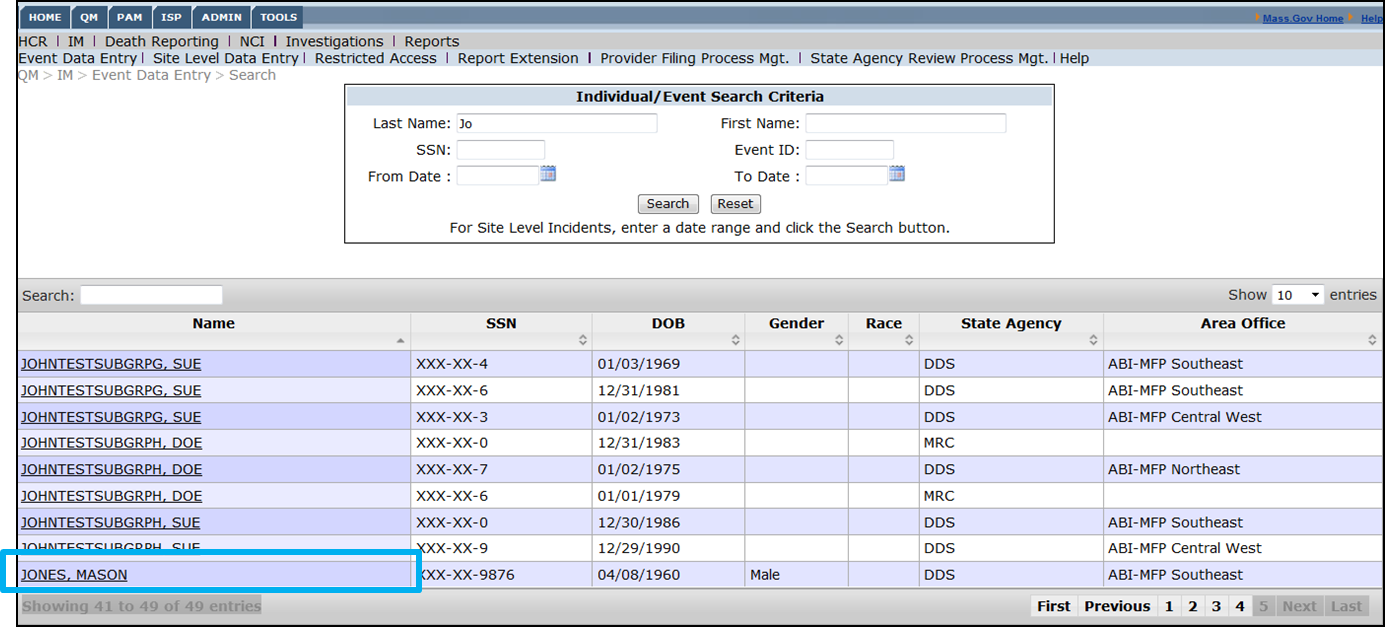 HOME QM PAM ISP ADMIN TOOLS Mass.Gov Home Help
HCR | IM | Death Reporting | NCI | Investigations | Reports
Event Data Entry | Site Level Data Entry | Restricted Access | Report Extension | Provider Filing Process Mgt. | State Agency Review Process Mgt. | Help
QM > IM > Event Data Entry > Search
Individual/Event Search Criteria
Last Name: Jo First Name:
SSN: Event ID:
From Date : To Date :
Search Reset
For Site Level Incidents, enter a date range and click the Search button.
Search: Show 10 entries
Name SSN DOB Gender Race State Agency Area Office
JOHNTESTSUBGRPG, SUE XXX-XX-4 01/03/1969 DDS ABI-MFP Southeast
JOHNTESTSUBGRPG, SUE XXX-XX-6 12/31/1981 DDS ABI-MFP Southeast
JOHNTESTSUBGRPG, SUE XXX-XX-3 01/02/1973 DDS ABI-MFP Central West
JOHNTESTSUBGRPH, DOE XXX-XX-0 12/31/1983 MRC
JOHNTESTSUBGRPH, DOE XXX-XX-7 01/02/1975 DDS ABI-MFP Northeast
JOHNTESTSUBGRPH, DOE XXX-XX-6 01/01/1979 MRC
JOHNTESTSUBGRPH, SUE XXX-XX-0 12/30/1986 DDS ABI-MFP Southeast
JOHNTESTSUBGRPH, SUE XXX-XX-9 12/29/1990 DDS ABI-MFP Central West
JONES, MASON XXX-XX-9876 04/08/1960 Male DDS ABI-MFP Southeast
Showing 41 to 49 of 49 entries First Previous 1 2 3 4 5 Next Last